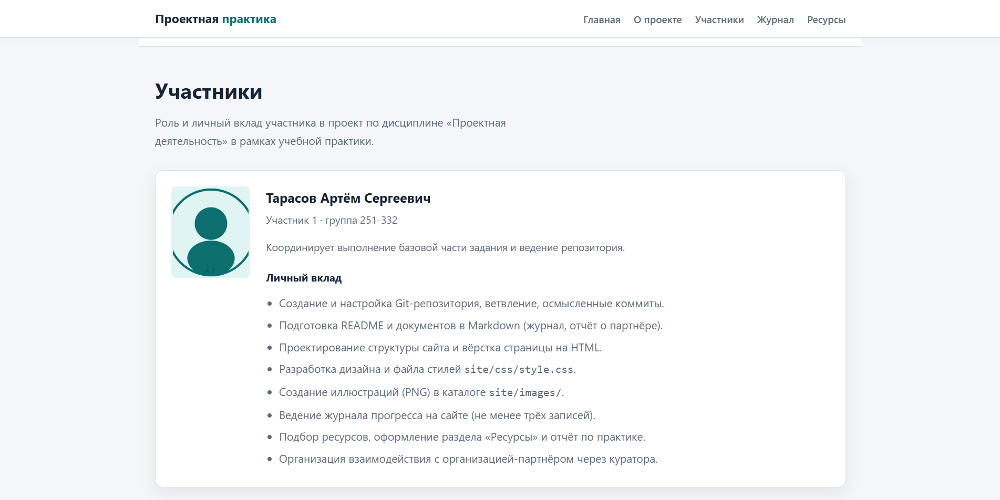 Проектная практика
Главная О проекте Участники Журнал Ресурсы
Участники
Роль и личный вклад участника в проект по дисциплине «Проектная
деятельность» в рамках учебной практики.
Тарасов Артём Сергеевич
Участник 1 · группа 251-332
Координирует выполнение базовой части задания и ведение репозитория.
А. Т.
Личный вклад
Создание и настройка Git-репозитория, ветвление, осмысленные коммиты.
Подготовка README и документов в Markdown (журнал, отчёт о партнёре).
Проектирование структуры сайта и вёрстка страницы на HTML.
Разработка дизайна и файла стилей site/css/style.css.
Создание иллюстраций (PNG) в каталоге site/images/.
Ведение журнала прогресса на сайте (не менее трёх записей).
Подбор ресурсов, оформление раздела «Ресурсы» и отчёт по практике.
Организация взаимодействия с организацией-партнёром через куратора.